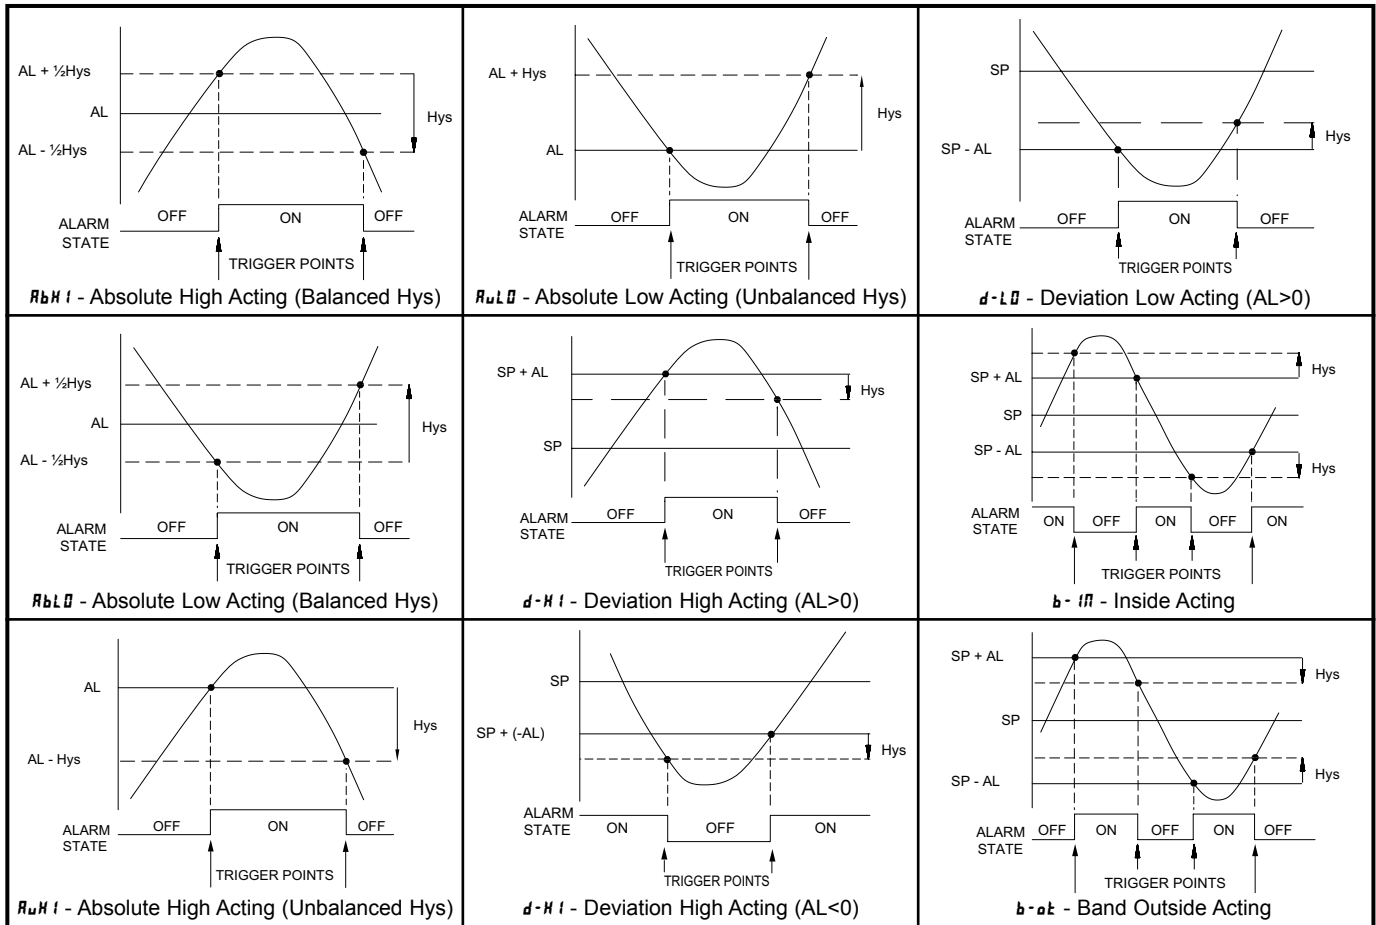 AL + ½Hys
AL
AL - ½Hys
Hys
ALARM
STATE
OFF
ON
OFF
TRIGGER POINTS
AbHI - Absolute High Acting (Balanced Hys)
AL + Hys
AL
Hys
ALARM
STATE
OFF
ON
OFF
TRIGGER POINTS
AuLO - Absolute Low Acting (Unbalanced Hys)
SP
SP - AL
Hys
ALARM
STATE
OFF
ON
OFF
TRIGGER POINTS
d-LO - Deviation Low Acting (AL>0)
AL + ½Hys
AL
AL - ½Hys
Hys
ALARM
STATE
OFF
ON
OFF
TRIGGER POINTS
AbLO - Absolute Low Acting (Balanced Hys)
SP + AL
SP
Hys
ALARM
STATE
OFF
ON
OFF
TRIGGER POINTS
d-HI - Deviation High Acting (AL>0)
SP + AL
SP
SP - AL
Hys
Hys
ALARM
STATE
ON
OFF
ON
OFF
ON
TRIGGER POINTS
b-IN - Inside Acting
AL
AL - Hys
Hys
ALARM
STATE
OFF
ON
OFF
TRIGGER POINTS
AuHI - Absolute High Acting (Unbalanced Hys)
SP
SP + (-AL)
Hys
ALARM
STATE
ON
OFF
ON
TRIGGER POINTS
d-HI - Deviation High Acting (AL<0)
SP + AL
SP
SP - AL
Hys
Hys
ALARM
STATE
OFF
ON
OFF
ON
OFF
TRIGGER POINTS
b-ot - Band Outside Acting